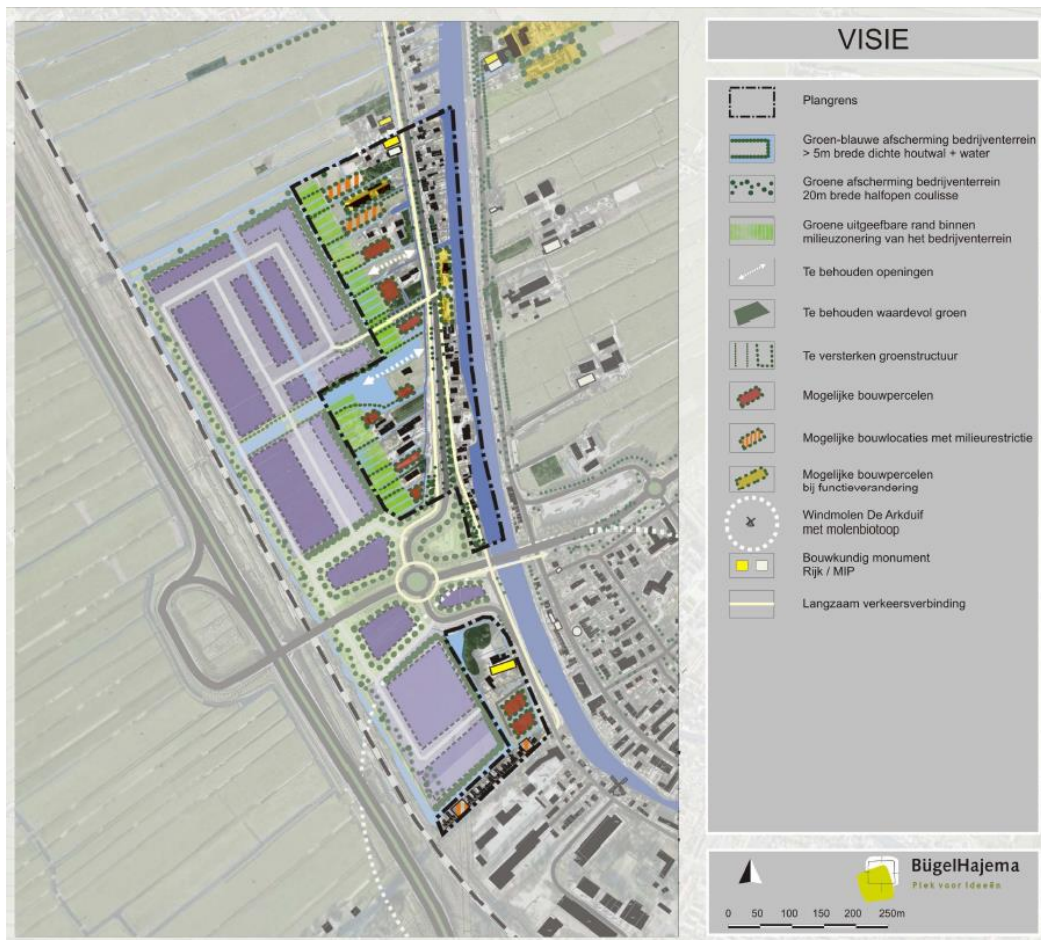 VISIE
Plangrens
Groen-blauwe afscherming bedrijventerrein
> 5m brede dichte houtwal + water
Groene afscherming bedrijventerrein
20m brede halfopen coulisse
Groene uitgeefbare rand binnen
milieuzonering van het bedrijventerrein
Te behouden openingen
Te behouden waardevol groen
Te versterken groenstructuur
Mogelijke bouwpercelen
Mogelijke bouwlocaties met milieurestrictie
Mogelijke bouwpercelen
bij functieverandering
Windmolen De Arkduif
met molenbiotoop
Bouwkundig monument
Rijk / MIP
Langzaam verkeersverbinding
BügelHajema
Plek voor Ideeën
0 50 100 150 200 250m